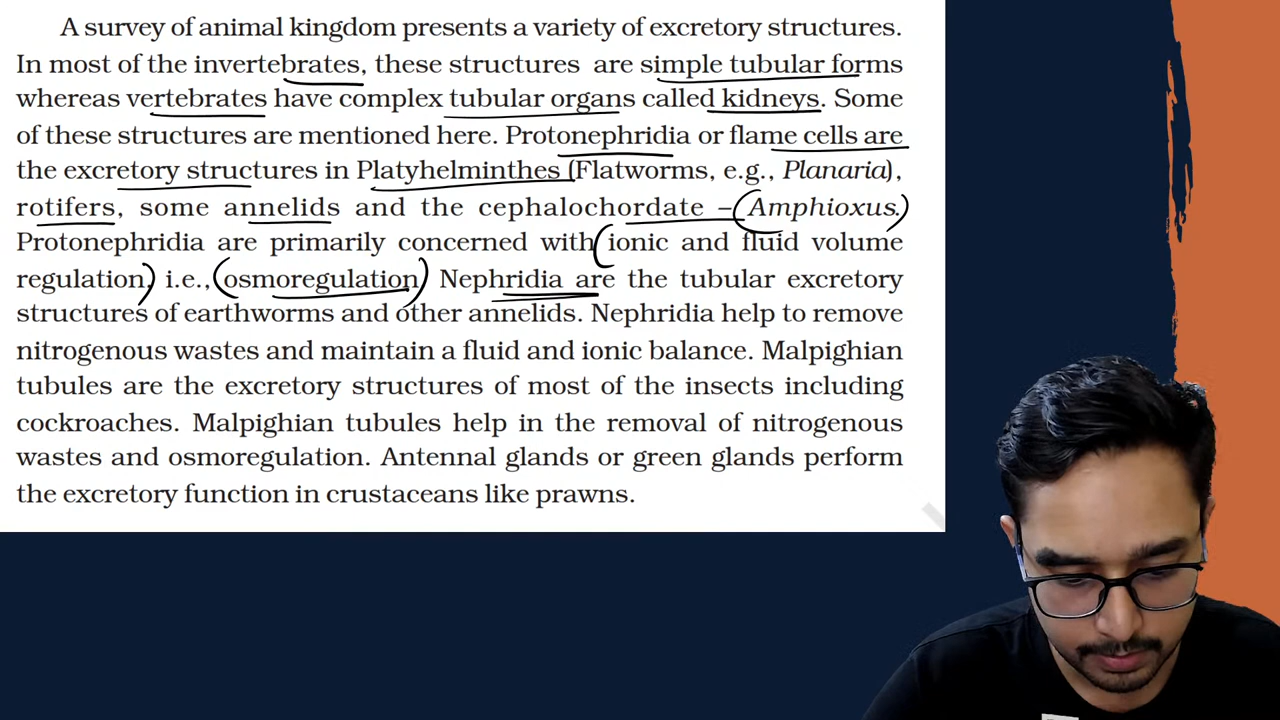 A survey of animal kingdom presents a variety of excretory structures.
In most of the invertebrates, these structures are simple tubular forms
whereas vertebrates have complex tubular organs called kidneys. Some
of these structures are mentioned here. Protonephridia or flame cells are
the excretory structures in Platyhelminthes (Flatworms, e.g., Planaria),
rotifers, some annelids and the cephalochordate – Amphioxus.
Protonephridia are primarily concerned with ionic and fluid volume
regulation, i.e., osmoregulation. Nephridia are the tubular excretory
structures of earthworms and other annelids. Nephridia help to remove
nitrogenous wastes and maintain a fluid and ionic balance. Malpighian
tubules are the excretory structures of most of the insects including
cockroaches. Malpighian tubules help in the removal of nitrogenous
wastes and osmoregulation. Antennal glands or green glands perform
the excretory function in crustaceans like prawns.